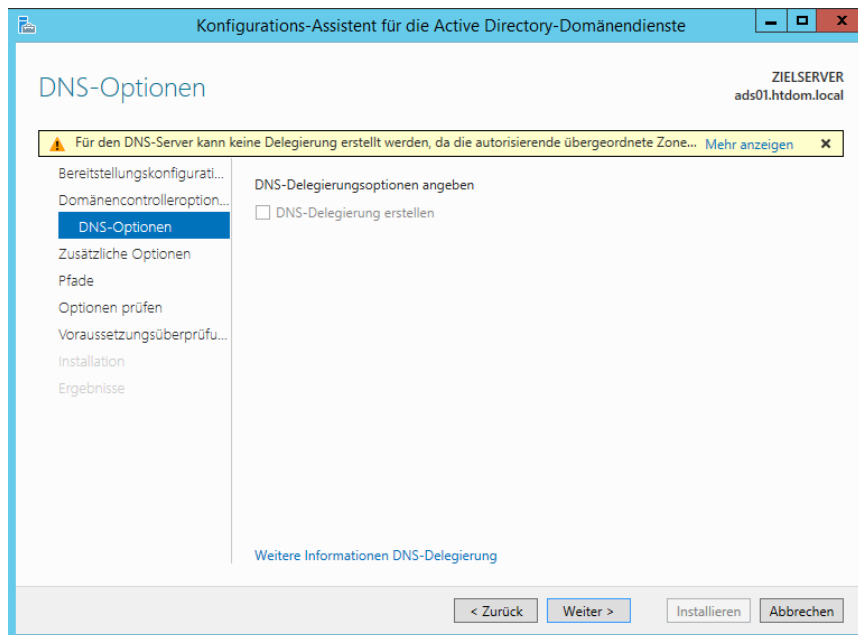 Konfigurations-Assistent für die Active Directory-Domänendienste
DNS-Optionen
ZIELSERVER
ads01.htdom.local
Für den DNS-Server kann keine Delegierung erstellt werden, da die autorisierende übergeordnete Zone... Mehr anzeigen
Bereitstellungskonfigurati...
Domänencontrolleroption...
DNS-Optionen
Zusätzliche Optionen
Pfade
Optionen prüfen
Voraussetzungsüberprüfu...
Installation
Ergebnisse
DNS-Delegierungsoptionen angeben
DNS-Delegierung erstellen
Weitere Informationen DNS-Delegierung
< Zurück
Weiter >
Installieren
Abbrechen